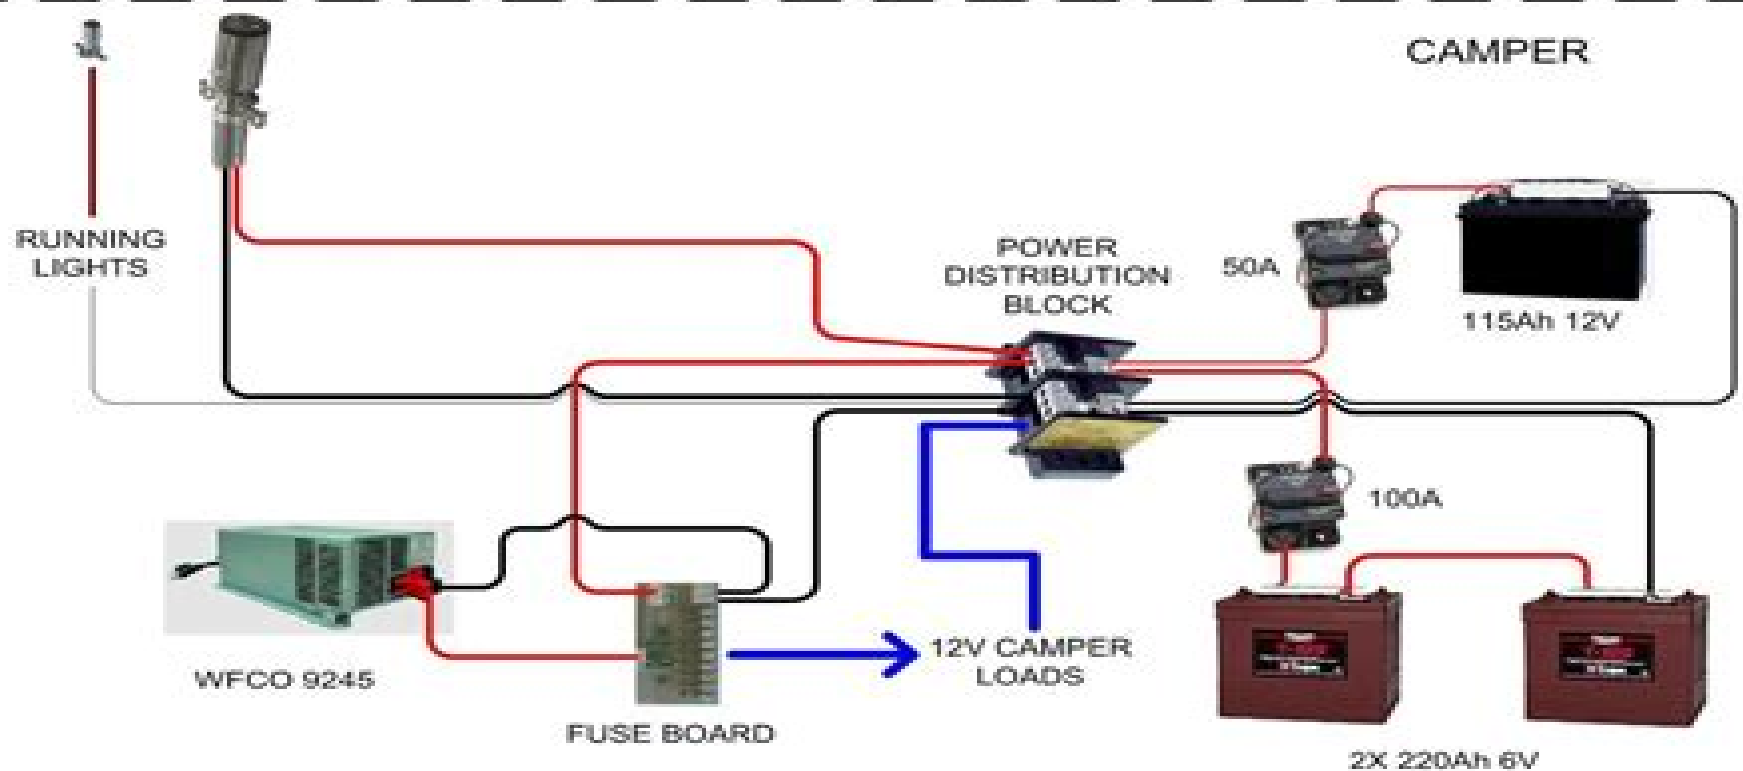 CAMPER
RUNNING
LIGHTS
POWER
DISTRIBUTION
BLOCK
50A
115Ah 12V
100A
WFCO 9245
12V CAMPER
LOADS
FUSE BOARD
2X 220Ah 6V